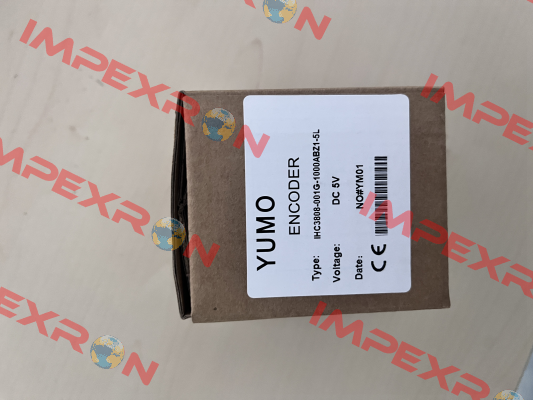 YUMO
ENCODER
Type: IHC3808-001G-1000ABZ1-5L
Voltage: DC 5V
Date: NO#YM01
CE
IMPEXRON
IMPEXRON
IMPEXRON
IMPEXRON
IMPEXRON
IMPEXRON